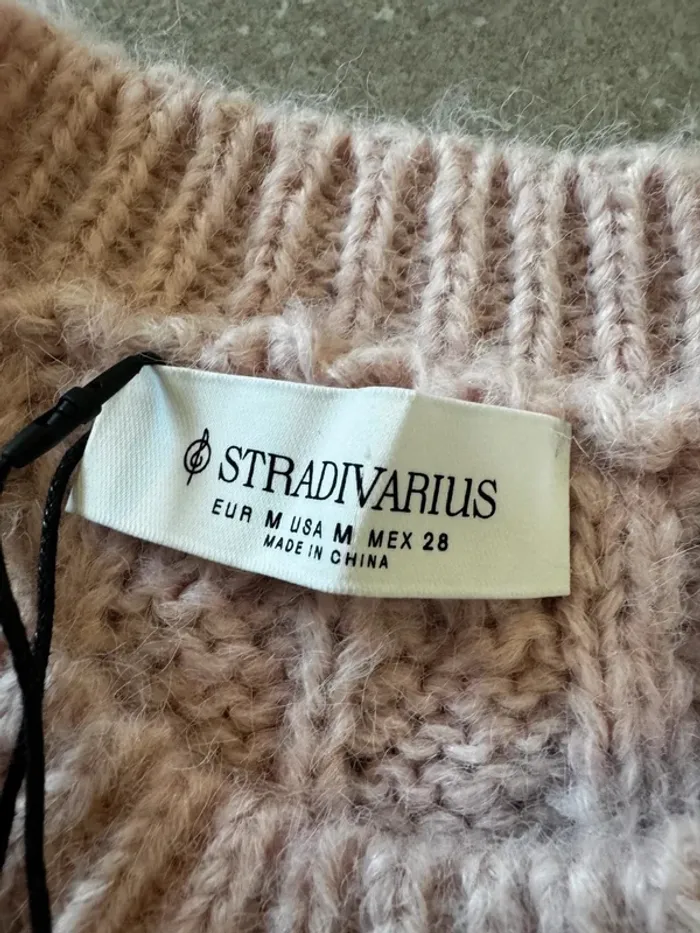 STRADIVARIUS
EUR M USA M MEX 28
MADE IN CHINA